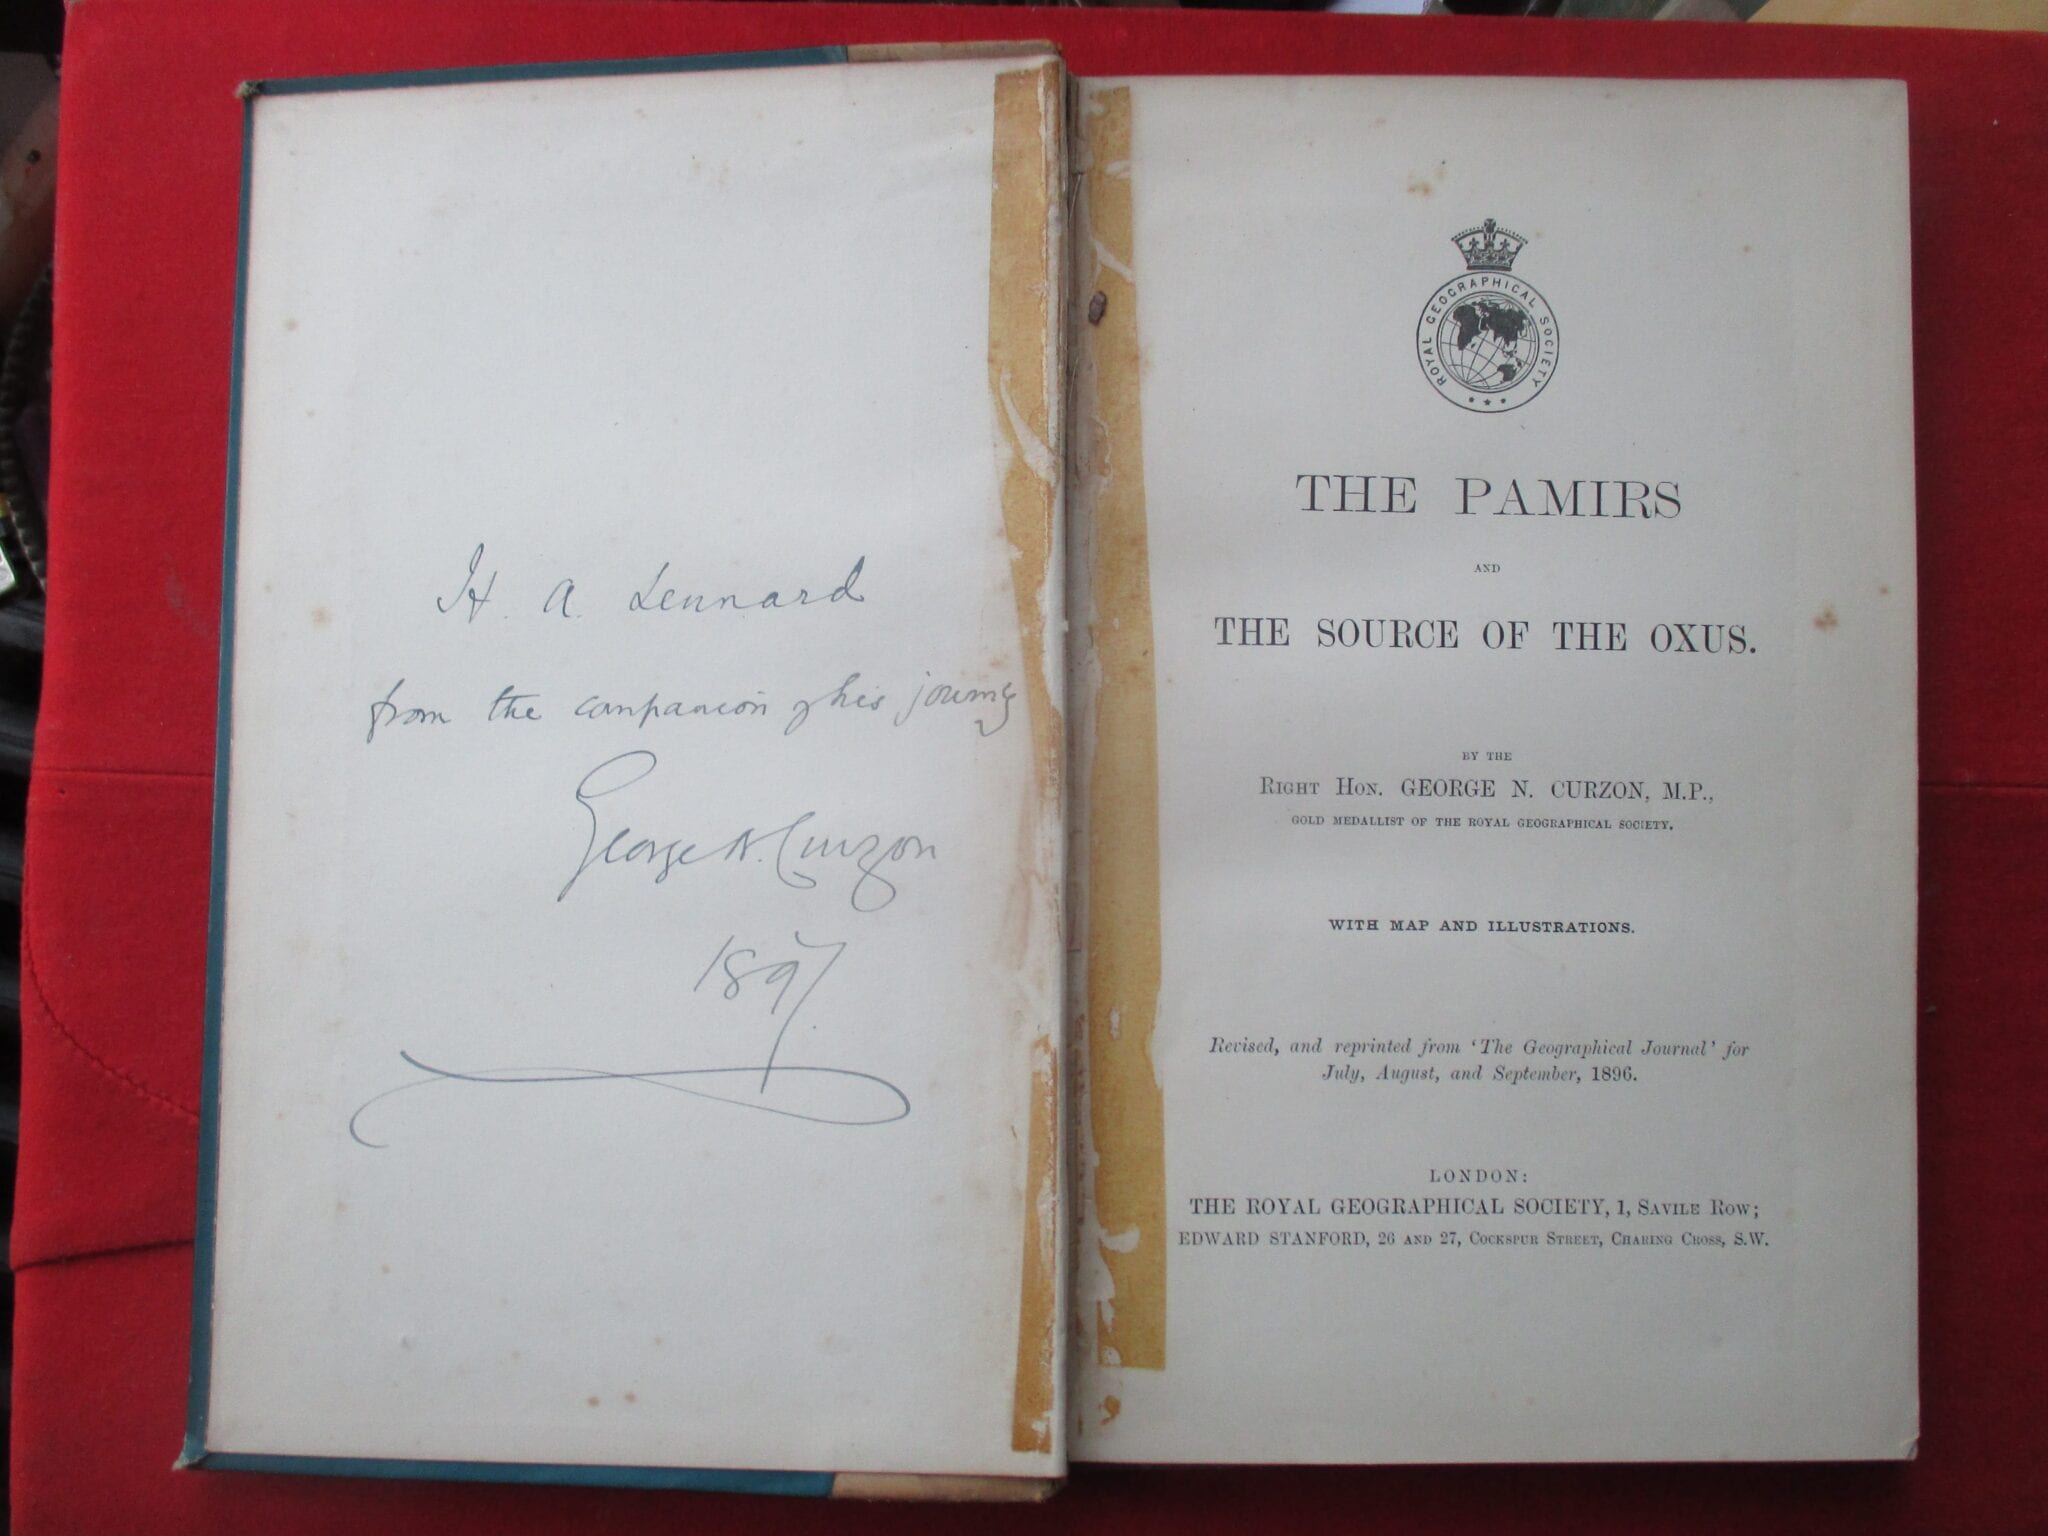 H. A. Lennard
from the companion of his journey
George N. Curzon
1897.
ROYAL GEOGRAPHICAL SOCIETY
THE PAMIRS
AND
THE SOURCE OF THE OXUS.
BY THE
RIGHT HON. GEORGE N. CURZON, M.P.,
GOLD MEDALLIST OF THE ROYAL GEOGRAPHICAL SOCIETY.
WITH MAP AND ILLUSTRATIONS.
Revised, and reprinted from 'The Geographical Journal' for
July, August, and September, 1896.
LONDON:
THE ROYAL GEOGRAPHICAL SOCIETY, 1, SAVILE ROW;
EDWARD STANFORD, 26 AND 27, COCKSPUR STREET, CHARING CROSS, S.W.